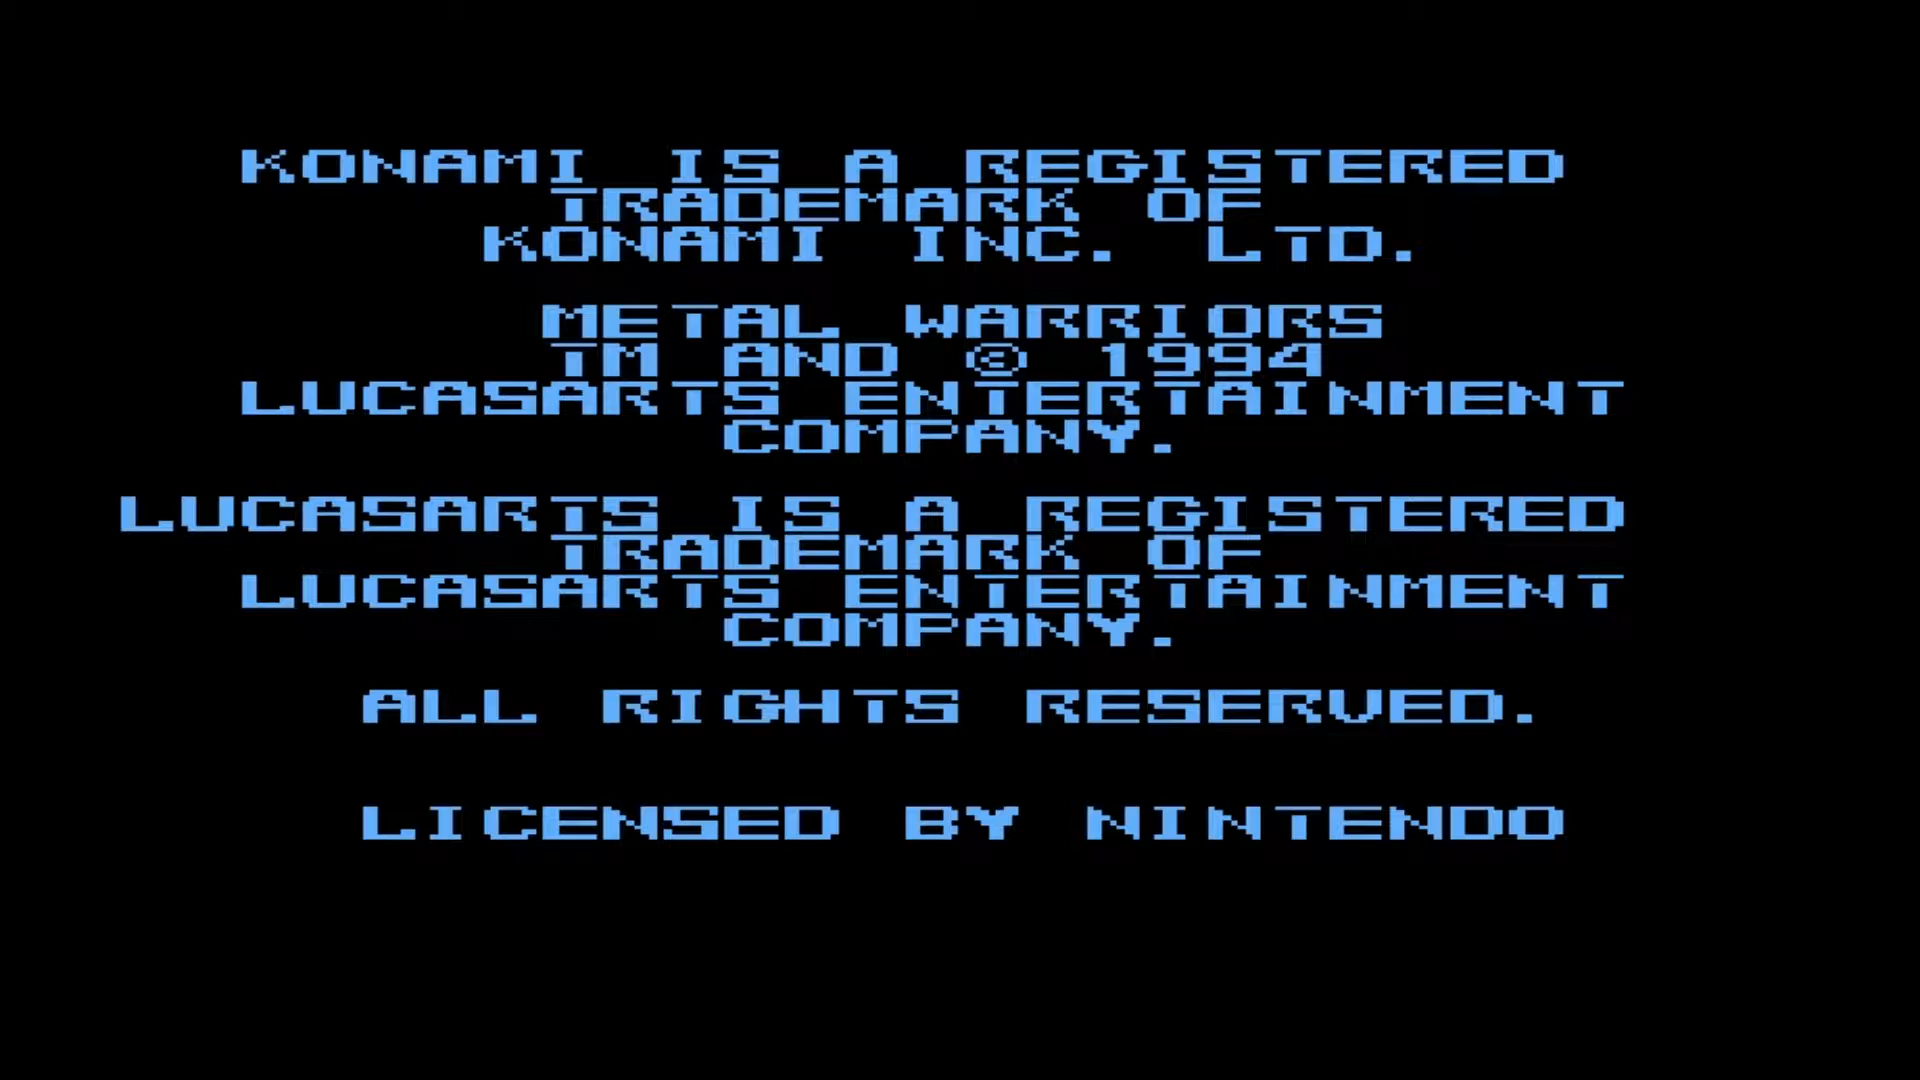 KONAMI IS A REGISTERED
TRADEMARK OF
KONAMI INC. LTD.
METAL WARRIORS
TM AND © 1994
LUCASARTS ENTERTAINMENT
COMPANY.
LUCASARTS IS A REGISTERED
TRADEMARK OF
LUCASARTS ENTERTAINMENT
COMPANY.
ALL RIGHTS RESERVED.
LICENSED BY NINTENDO